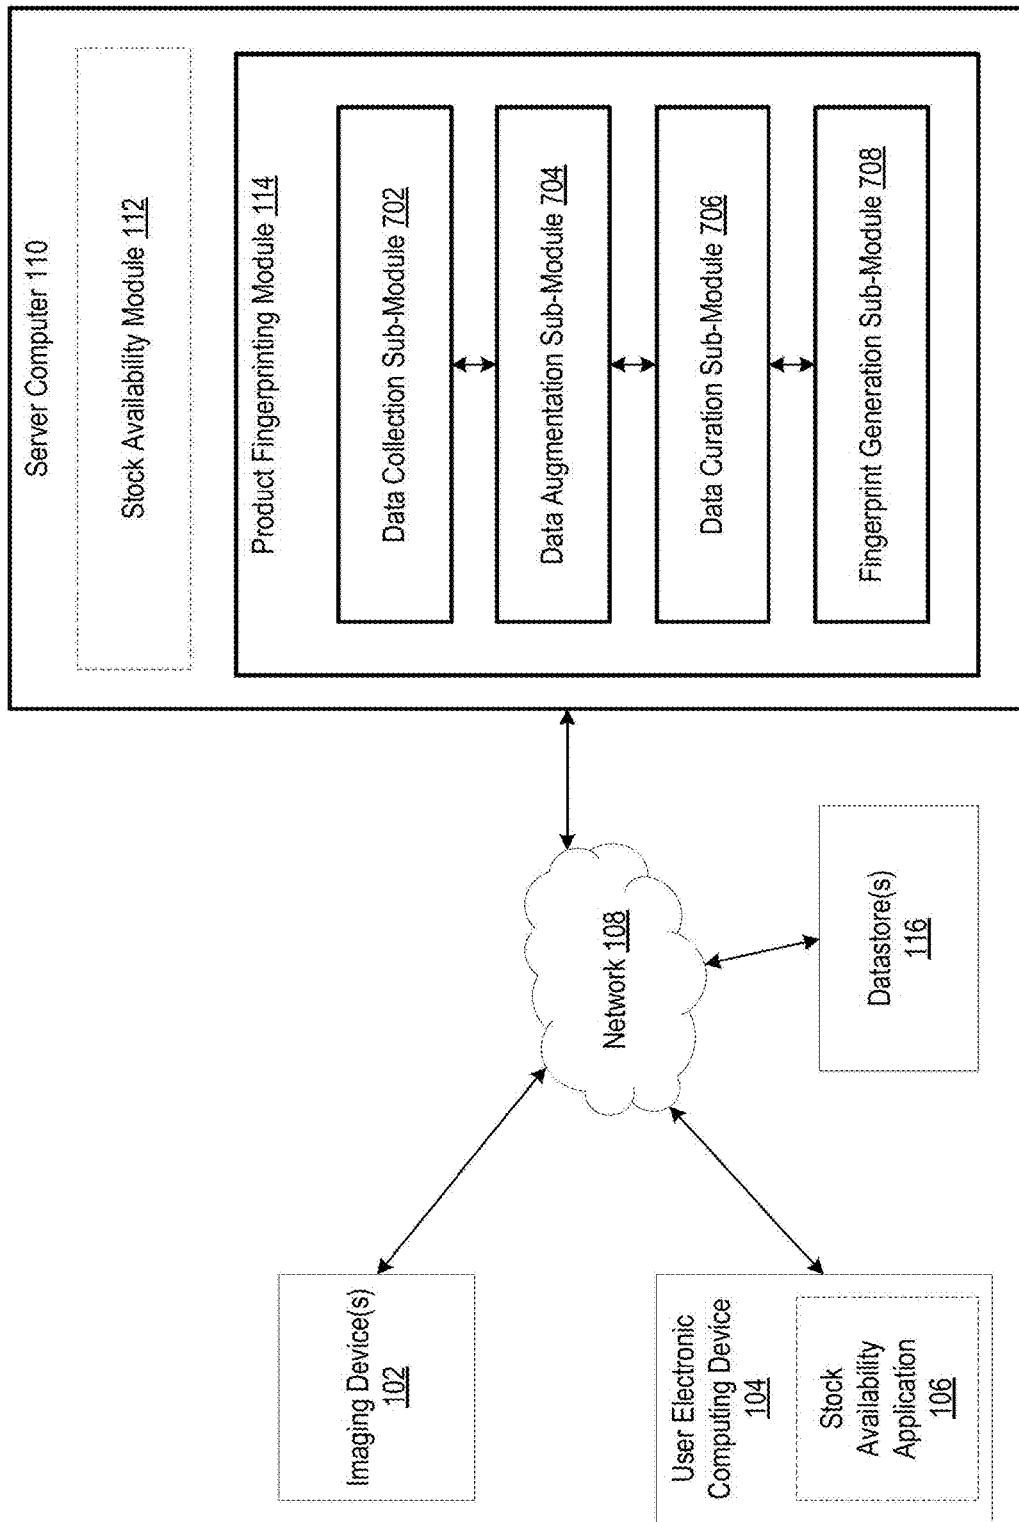 Imaging Device(s)
102
User Electronic
Computing Device
104
Stock
Availability
Application
106
Network 108
Datastore(s)
116
Server Computer 110
Stock Availability Module 112
Product Fingerprinting Module 114
Data Collection Sub-Module 702
Data Augmentation Sub-Module 704
Data Curation Sub-Module 706
Fingerprint Generation Sub-Module 708